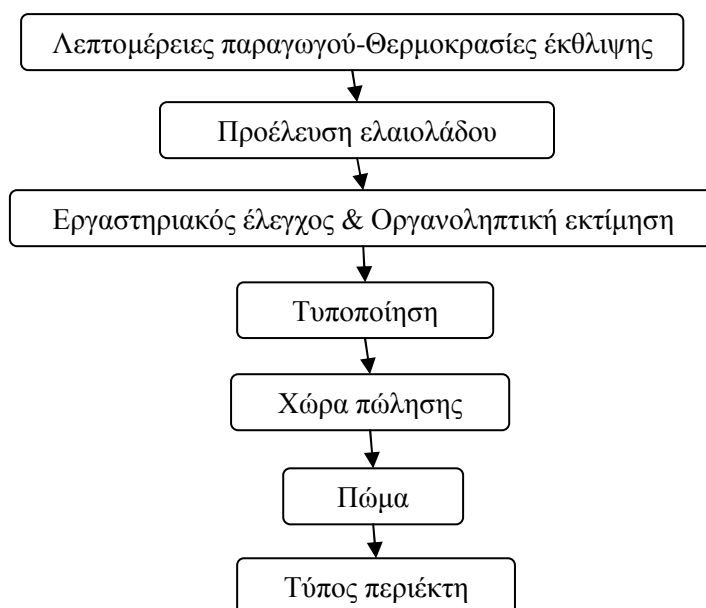 Λεπτομέρειες παραγωγού-Θερμοκρασίες έκθλιψης
Προέλευση ελαιολάδου
Εργαστηριακός έλεγχος & Οργανοληπτική εκτίμηση
Τυποποίηση
Χώρα πώλησης
Πώμα
Τύπος περιέκτη